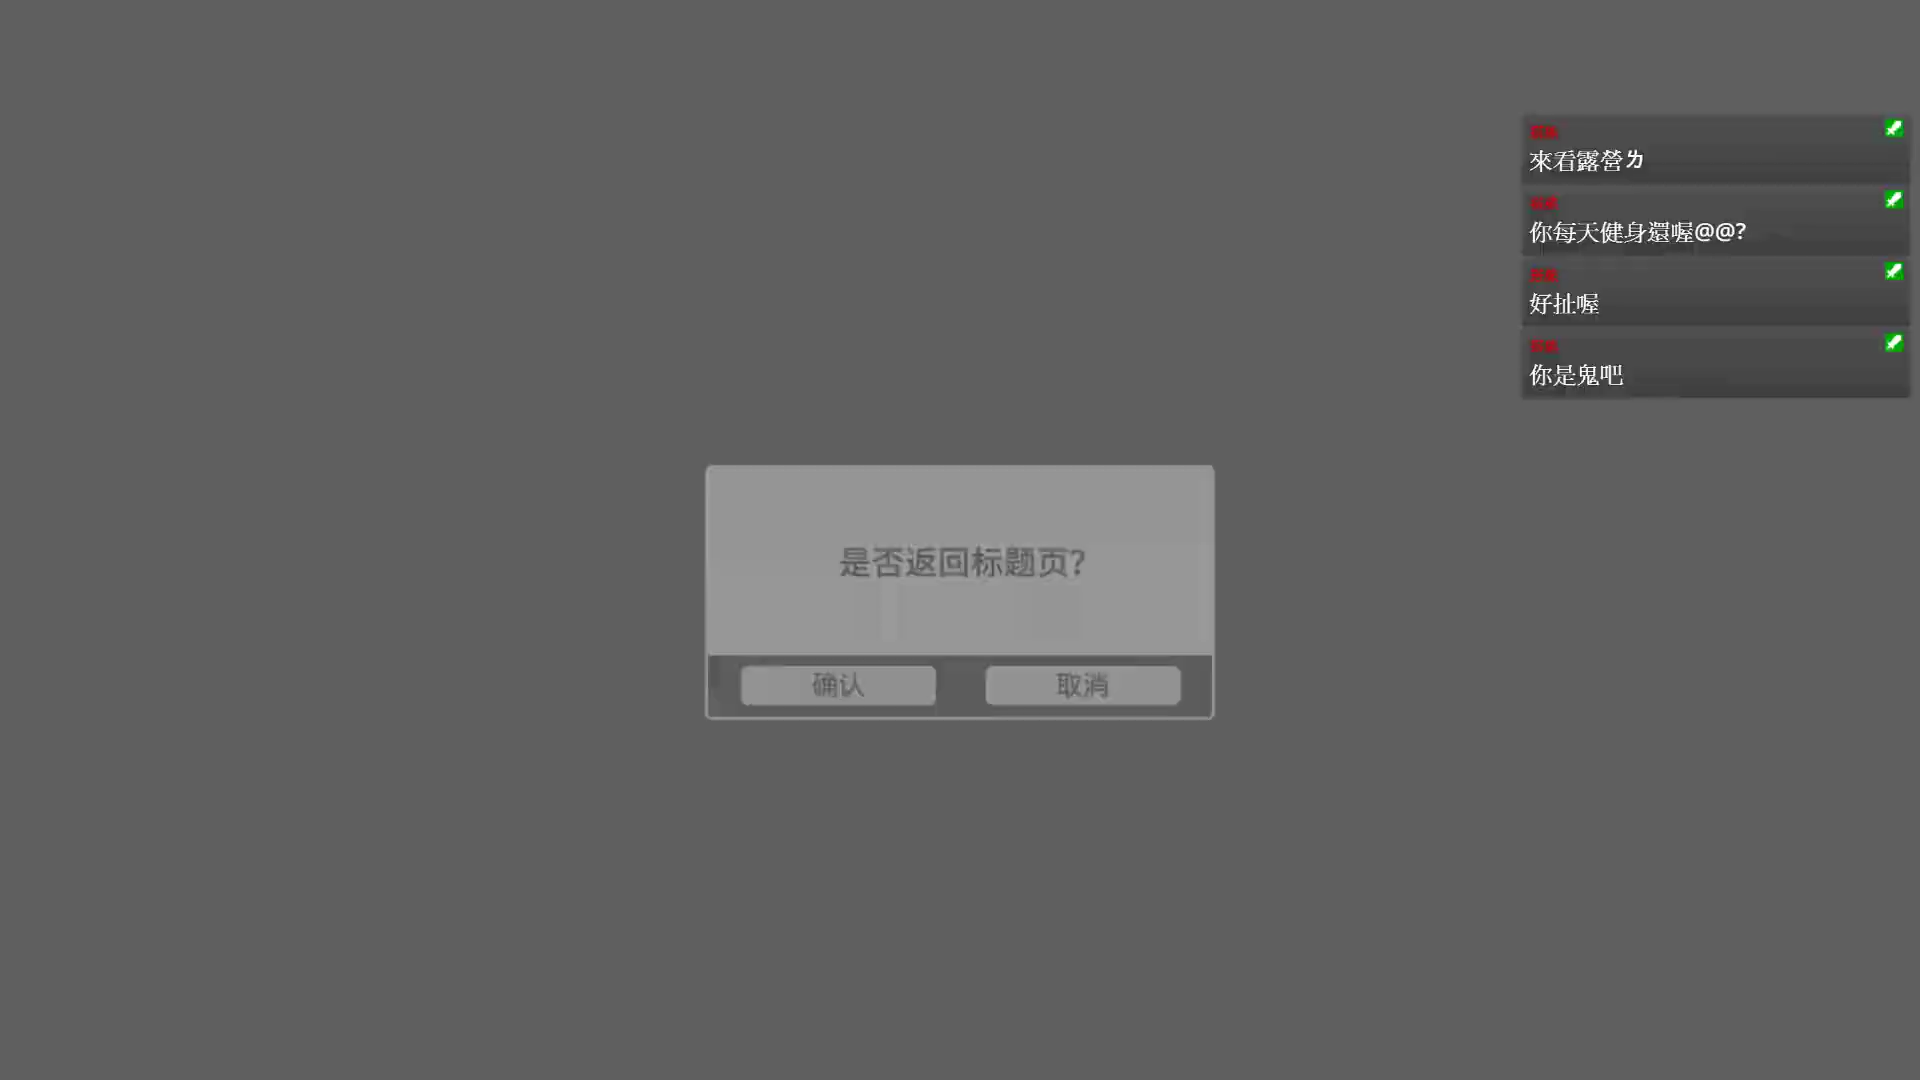 來看露營ㄌ
你每天健身還喔@@?
好扯喔
你是鬼吧
是否返回标题页?
确认
取消